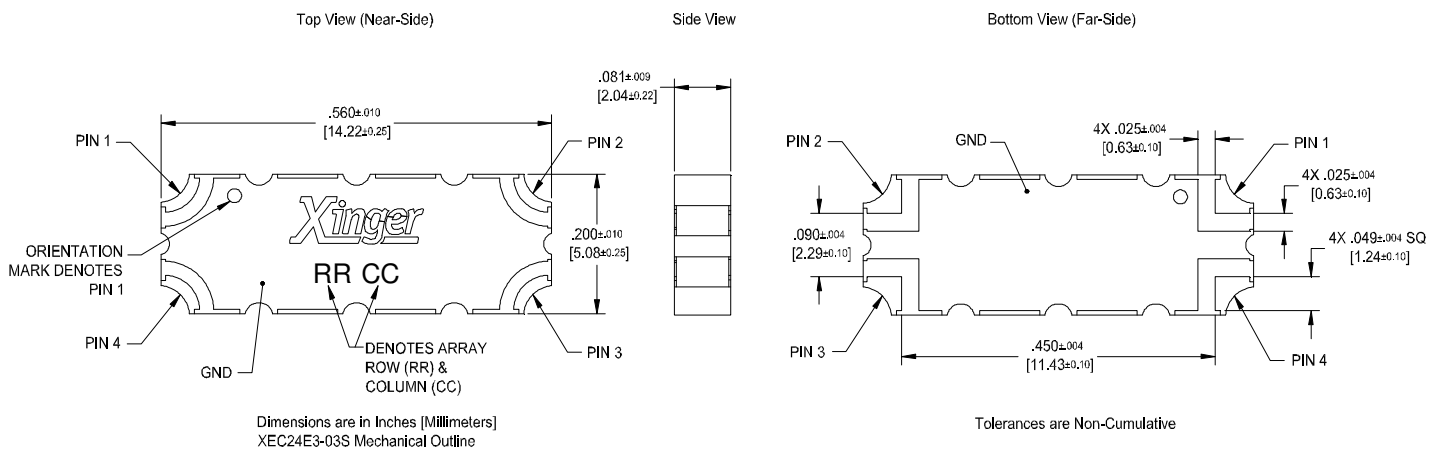 Top View (Near-Side)
Side View
Bottom View (Far-Side)
.560±.010
[14.22±0.25]
.081±.009
[2.04±0.22]
PIN 1
PIN 2
PIN 2
GND
4X .025±.004
[0.63±0.10]
PIN 1
4X .025±.004
[0.63±0.10]
Xinger
.200±.010
[5.08±0.25]
.090±.004
[2.29±0.10]
4X .049±.004 SQ
[1.24±0.10]
ORIENTATION
MARK DENOTES
PIN 1
RR CC
PIN 4
GND
DENOTES ARRAY
ROW (RR) &
COLUMN (CC)
PIN 3
PIN 3
.450±.004
[11.43±0.10]
PIN 4
Dimensions are in Inches [Millimeters]
XEC24E3-03S Mechanical Outline
Tolerances are Non-Cumulative